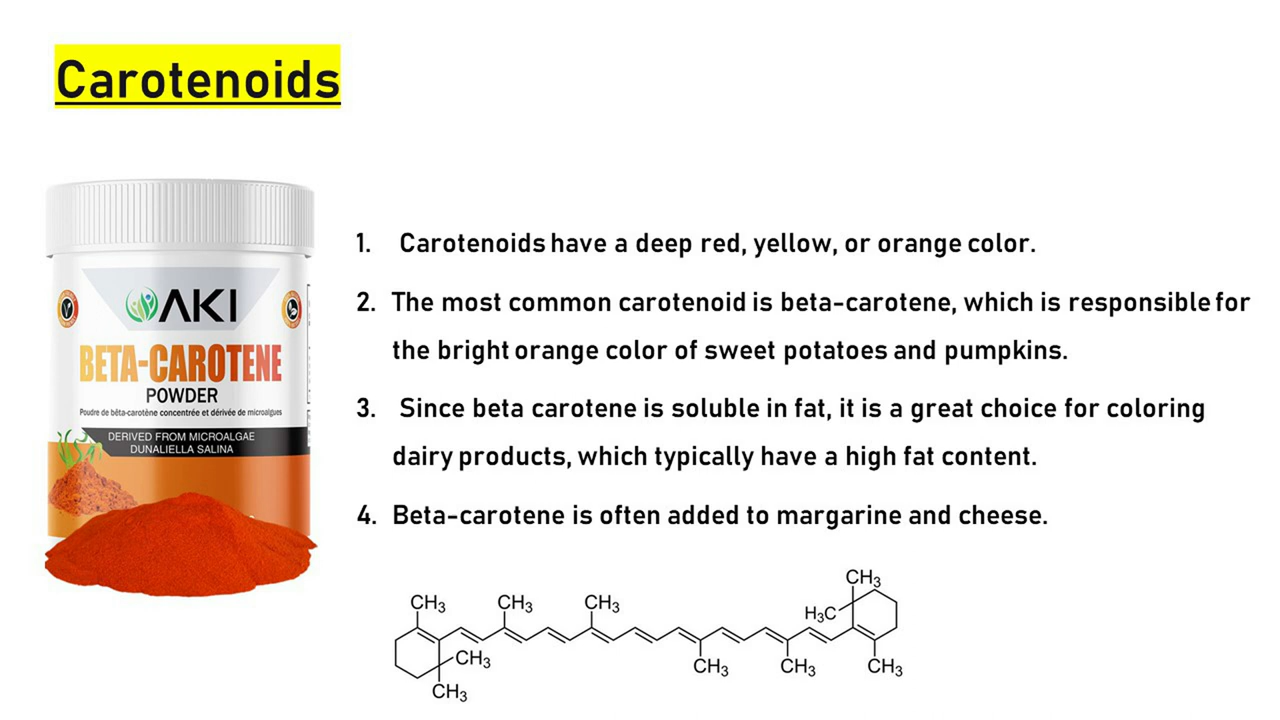 Carotenoids
AKI
BETA-CAROTENE
POWDER
Poudre de bêta-carotène concentrée et dérivée de microalgues
DERIVED FROM MICROALGAE
DUNALIELLA SALINA
1. Carotenoids have a deep red, yellow, or orange color.
2. The most common carotenoid is beta-carotene, which is responsible for
the bright orange color of sweet potatoes and pumpkins.
3. Since beta carotene is soluble in fat, it is a great choice for coloring
dairy products, which typically have a high fat content.
4. Beta-carotene is often added to margarine and cheese.
CH3
H3C
CH3 CH3 CH3
CH3
CH3 CH3 CH3
CH3